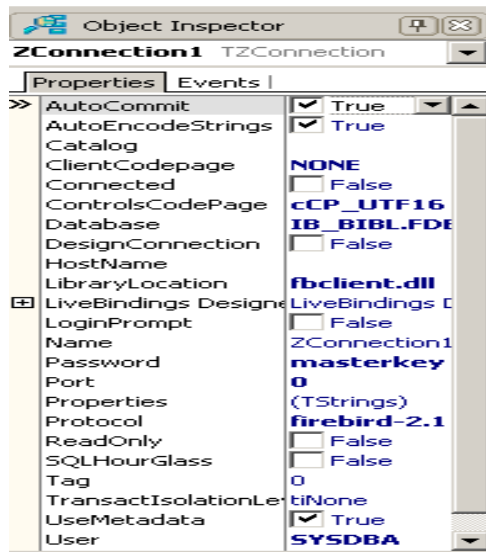 Object Inspector
ZConnection1 TZConnection
Properties Events
AutoCommit True
AutoEncodeStrings True
Catalog
ClientCodepage NONE
Connected False
ControlsCodePage cCP_UTF16
Database IB_BIBL.FDB
DesignConnection False
HostName
LibraryLocation fbclient.dll
LiveBindings Designe LiveBindings D
LoginPrompt False
Name ZConnection1
Password masterkey
Port 0
Properties (TStrings)
Protocol firebird-2.1
ReadOnly False
SQLHourGlass False
Tag 0
TransactIsolationLe tiNone
UseMetadata True
User SYSDBA